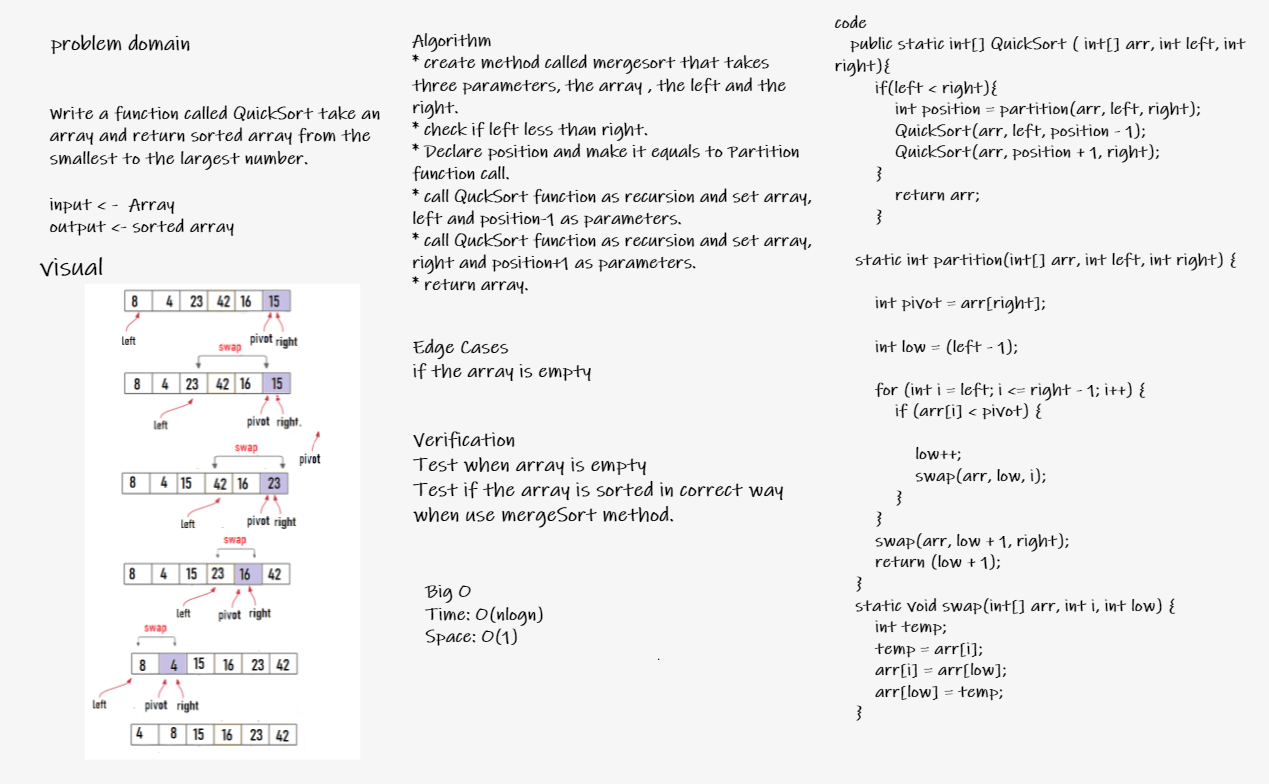 problem domain
Write a function called QuickSort take an
array and return sorted array from the
smallest to the largest number.
input < - Array
output <- sorted array
Visual
8 4 23 42 16 15
left pivot right
swap
8 4 23 42 16 15
left pivot right.
pivot
swap
8 4 15 42 16 23
left pivot right
swap
8 4 15 23 16 42
left pivot right
swap
8 4 15 16 23 42
left pivot right
4 8 15 16 23 42
Algorithm
* create method called mergesort that takes
three parameters, the array , the left and the
right.
* check if left less than right.
* Declare position and make it equals to Partition
function call.
* call QuckSort function as recursion and set array,
left and position-1 as parameters.
* call QuckSort function as recursion and set array,
right and position+1 as parameters.
* return array.
Edge Cases
if the array is empty
Verification
Test when array is empty
Test if the array is sorted in correct way
when use mergeSort method.
Big O
Time: O(nlogn)
Space: O(1)
code
public static int[] QuickSort ( int[] arr, int left, int
right){
if(left < right){
int position = partition(arr, left, right);
QuickSort(arr, left, position - 1);
QuickSort(arr, position + 1, right);
}
return arr;
}
static int partition(int[] arr, int left, int right) {
int pivot = arr[right];
int low = (left - 1);
for (int i = left; i <= right - 1; i++) {
if (arr[i] < pivot) {
low++;
swap(arr, low, i);
}
}
swap(arr, low + 1, right);
return (low + 1);
}
static void swap(int[] arr, int i, int low) {
int temp;
temp = arr[i];
arr[i] = arr[low];
arr[low] = temp;
}